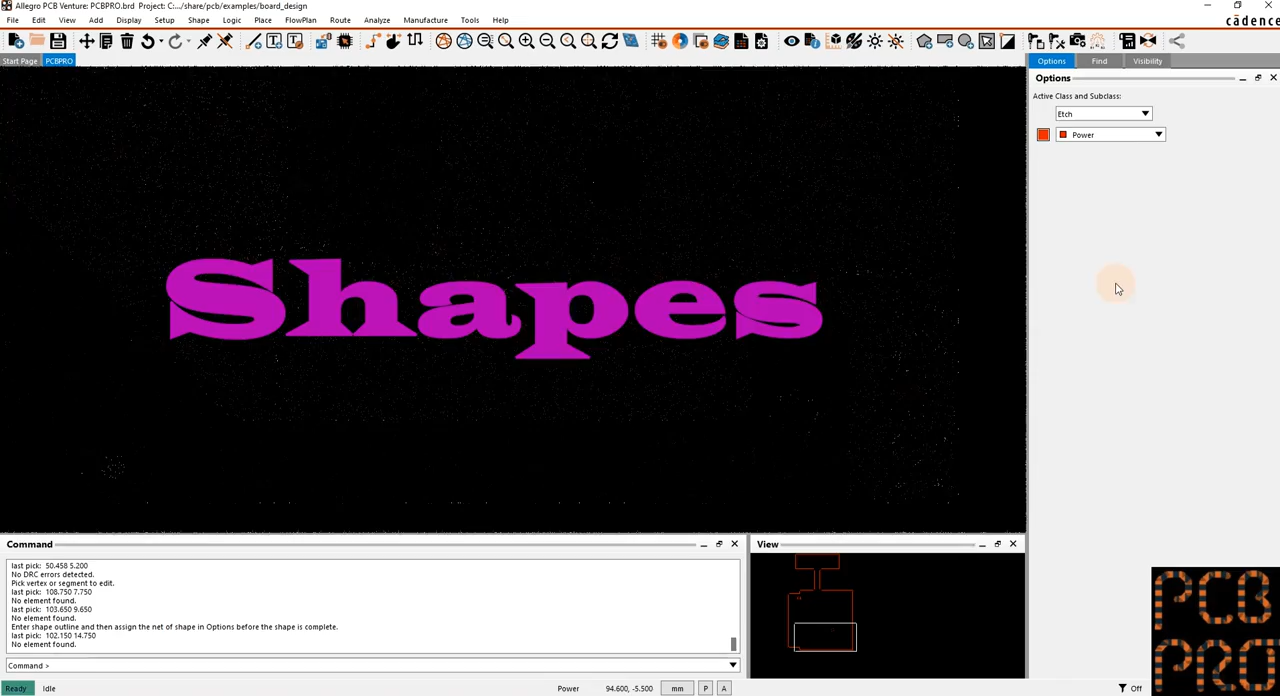 Allegro PCB Venture: PCBPRO.brd Project: C:.../share/pcb/examples/board_design
cādence
File Edit View Add Display Setup Shape Logic Place FlowPlan Route Analyze Manufacture Tools Help
Start Page PCBPRO
Options Find Visibility
Options
Active Class and Subclass:
Etch
Power
Shapes
Command
last pick: 50.458 5.200
No DRC errors detected.
Pick vertex or segment to edit.
last pick: 108.750 7.750
No element found.
last pick: 103.650 9.650
No element found.
Enter shape outline and then assign the net of shape in Options before the shape is complete.
last pick: 102.150 14.750
No element found.
Command >
View
PCB
PRO
Ready Idle Power 94.600, -5.500 mm P A Off